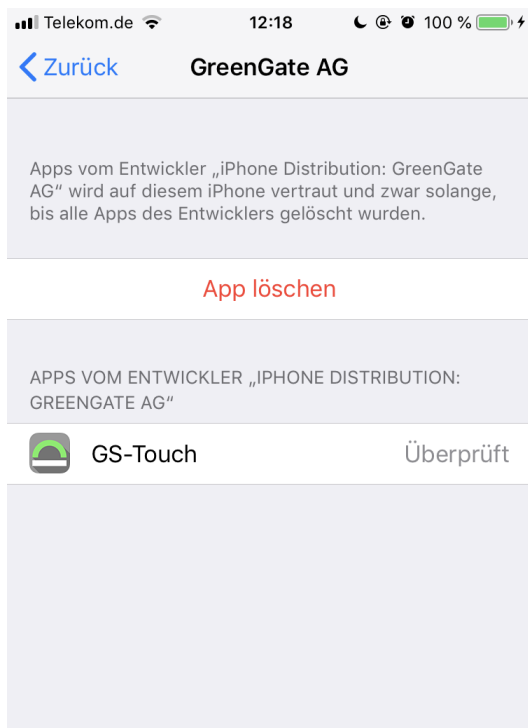 Telekom.de 12:18 100 %
Zurück GreenGate AG
Apps vom Entwickler „iPhone Distribution: GreenGate
AG“ wird auf diesem iPhone vertraut und zwar solange,
bis alle Apps des Entwicklers gelöscht wurden.
App löschen
APPS VOM ENTWICKLER „IPHONE DISTRIBUTION:
GREENGATE AG“
GS-Touch Überprüft